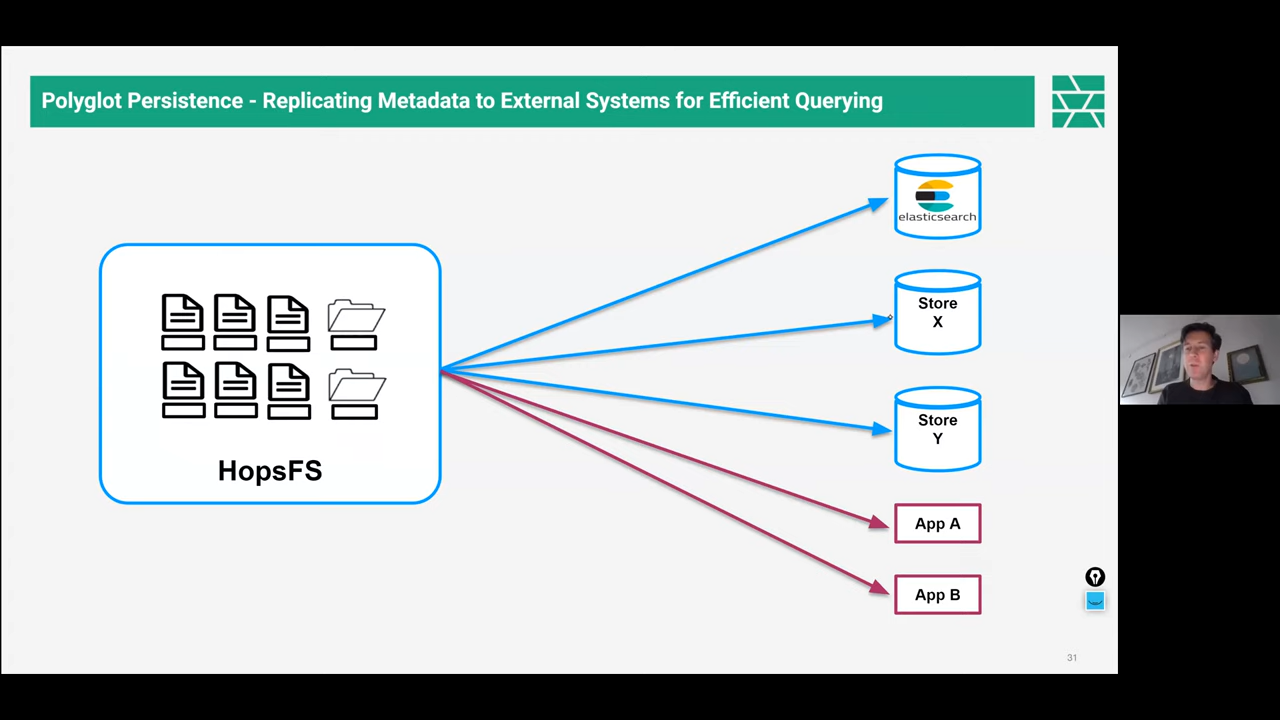 Polyglot Persistence - Replicating Metadata to External Systems for Efficient Querying
elasticsearch
Store
X
Store
Y
HopsFS
App A
App B
31